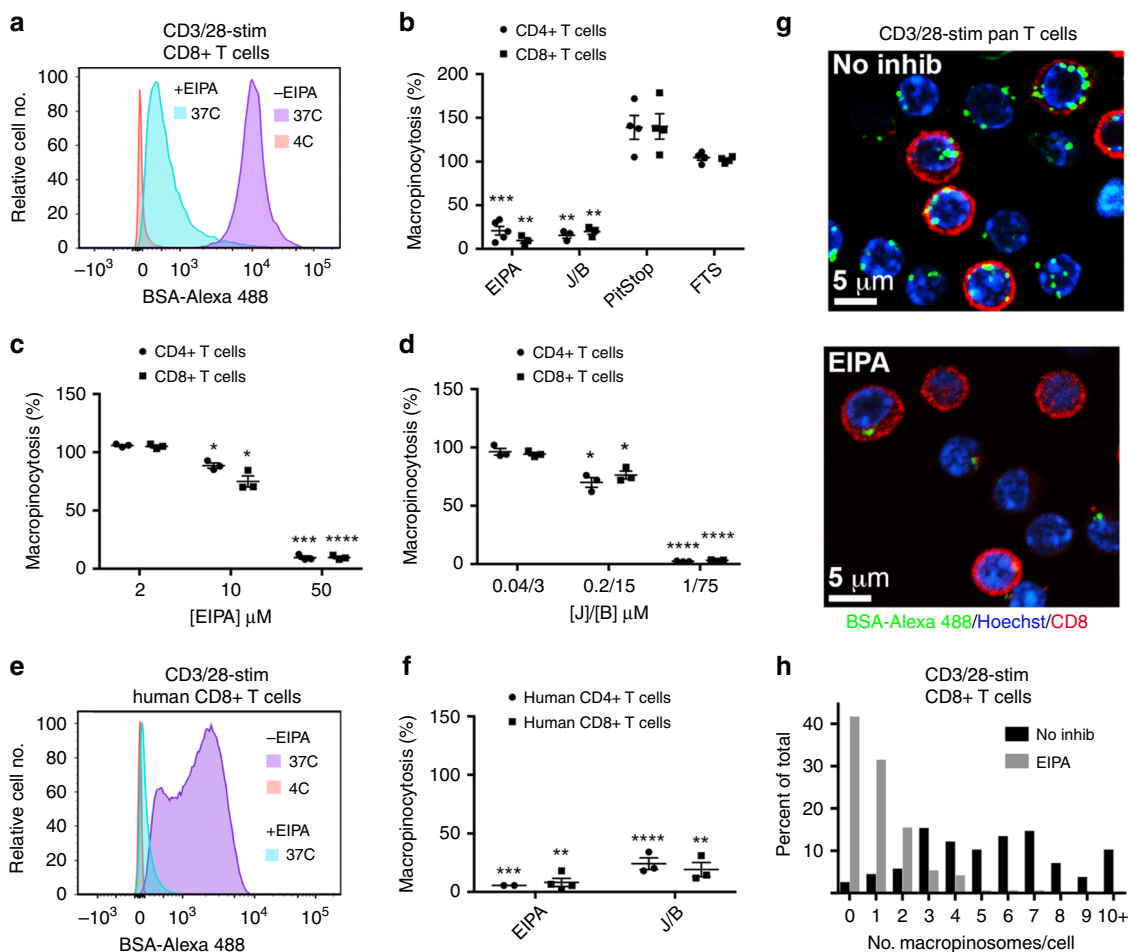 a
CD3/28-stim
CD8+ T cells
Relative cell no.
100
80
60
40
20
0
+EIPA
37C
–EIPA
37C
4C
–10³ 0 10³ 10⁴ 10⁵
BSA-Alexa 488
b
CD4+ T cells
CD8+ T cells
Macropinocytosis (%)
200
150
100
50
0
***
**
**
**
EIPA
J/B
PitStop
FTS
c
CD4+ T cells
CD8+ T cells
Macropinocytosis (%)
150
100
50
0
*
*
***
****
2 10 50
[EIPA] μM
d
CD4+ T cells
CD8+ T cells
Macropinocytosis (%)
150
100
50
0
*
*
****
****
0.04/3 0.2/15 1/75
[J]/[B] μM
e
CD3/28-stim
human CD8+ T cells
Relative cell no.
100
80
60
40
20
0
–EIPA
37C
4C
+EIPA
37C
–10³ 0 10³ 10⁴ 10⁵
BSA-Alexa 488
f
Human CD4+ T cells
Human CD8+ T cells
Macropinocytosis (%)
150
100
50
0
***
**
****
**
EIPA
J/B
g
CD3/28-stim pan T cells
No inhib
5 μm
EIPA
5 μm
BSA-Alexa 488/Hoechst/CD8
h
CD3/28-stim
CD8+ T cells
Percent of total
40
30
20
10
0
No inhib
EIPA
0 1 2 3 4 5 6 7 8 9 10+
No. macropinosomes/cell